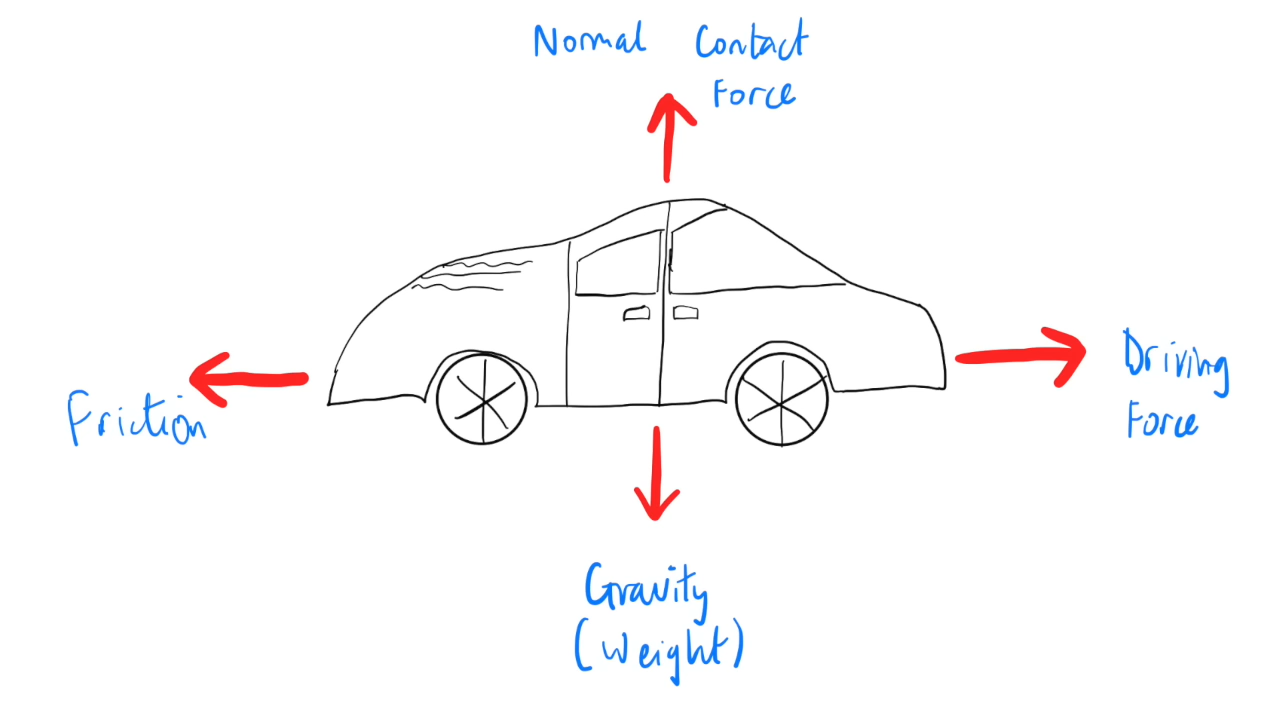 Normal Contact
Force
Friction
Driving
Force
Gravity
(Weight)